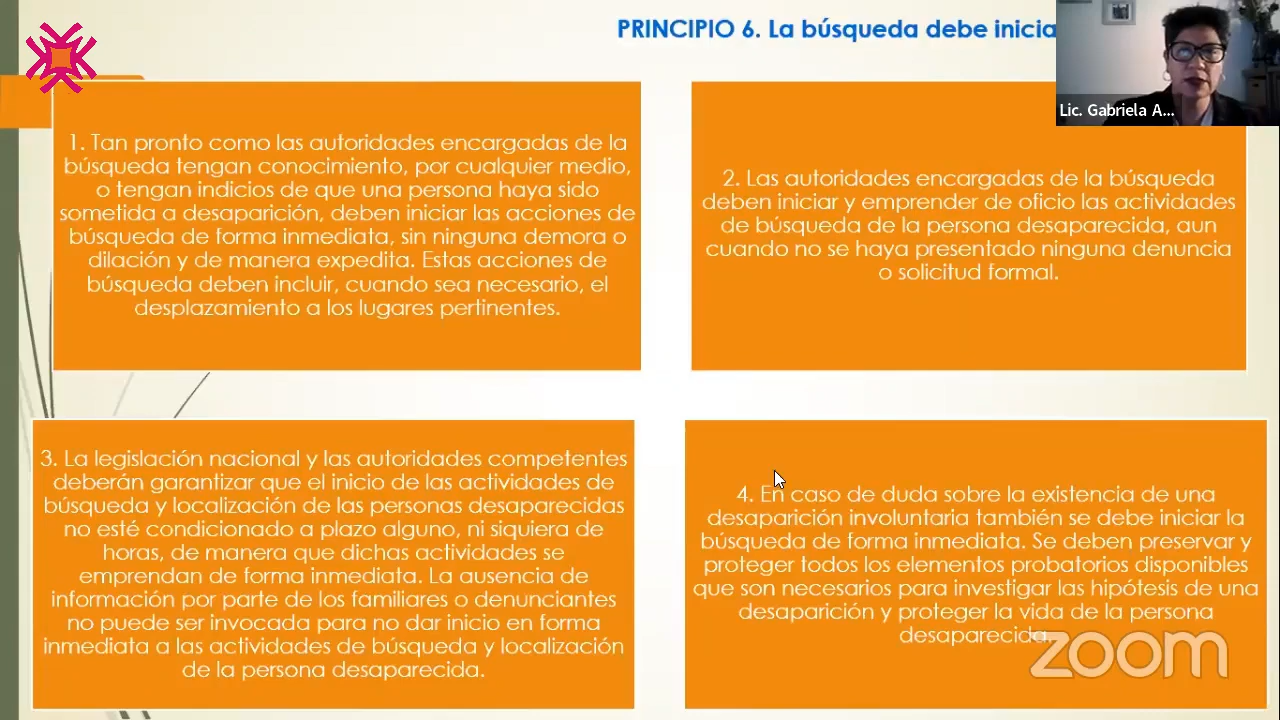 PRINCIPIO 6. La búsqueda debe inicia
Lic. Gabriela A...
1. Tan pronto como las autoridades encargadas de la
búsqueda tengan conocimiento, por cualquier medio,
o tengan indicios de que una persona haya sido
sometida a desaparición, deben iniciar las acciones de
búsqueda de forma inmediata, sin ninguna demora o
dilación y de manera expedita. Estas acciones de
búsqueda deben incluir, cuando sea necesario, el
desplazamiento a los lugares pertinentes.
2. Las autoridades encargadas de la búsqueda
deben iniciar y emprender de oficio las actividades
de búsqueda de la persona desaparecida, aun
cuando no se haya presentado ninguna denuncia
o solicitud formal.
3. La legislación nacional y las autoridades competentes
deberán garantizar que el inicio de las actividades de
búsqueda y localización de las personas desaparecidas
no esté condicionado a plazo alguno, ni siquiera de
horas, de manera que dichas actividades se
emprendan de forma inmediata. La ausencia de
información por parte de los familiares o denunciantes
no puede ser invocada para no dar inicio en forma
inmediata a las actividades de búsqueda y localización
de la persona desaparecida.
4. En caso de duda sobre la existencia de una
desaparición involuntaria también se debe iniciar la
búsqueda de forma inmediata. Se deben preservar y
proteger todos los elementos probatorios disponibles
que son necesarios para investigar las hipótesis de una
desaparición y proteger la vida de la persona
desaparecida.
zoom